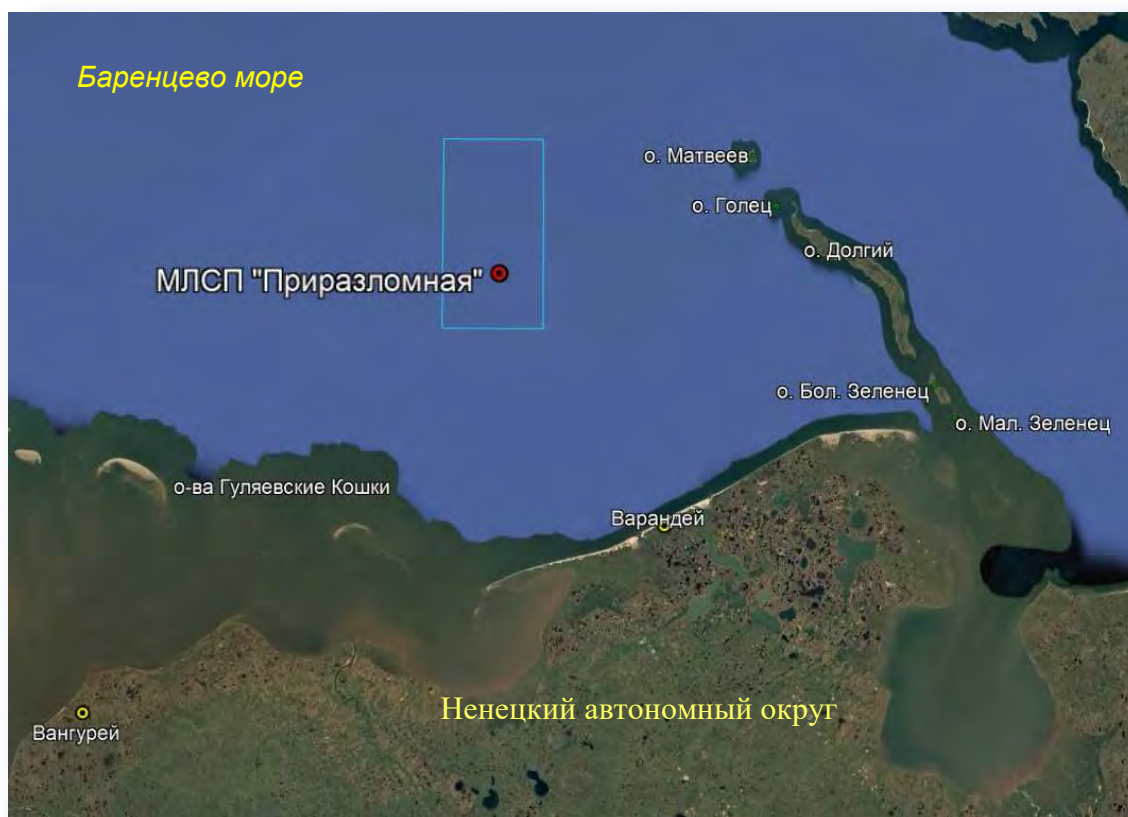 Баренцево море
о. Матвеев
о. Голец
о. Долгий
МЛСП "Приразломная"
о. Бол. Зеленец
о. Мал. Зеленец
о-ва Гуляевские Кошки
Варандей
Ненецкий автономный округ
Вангурей